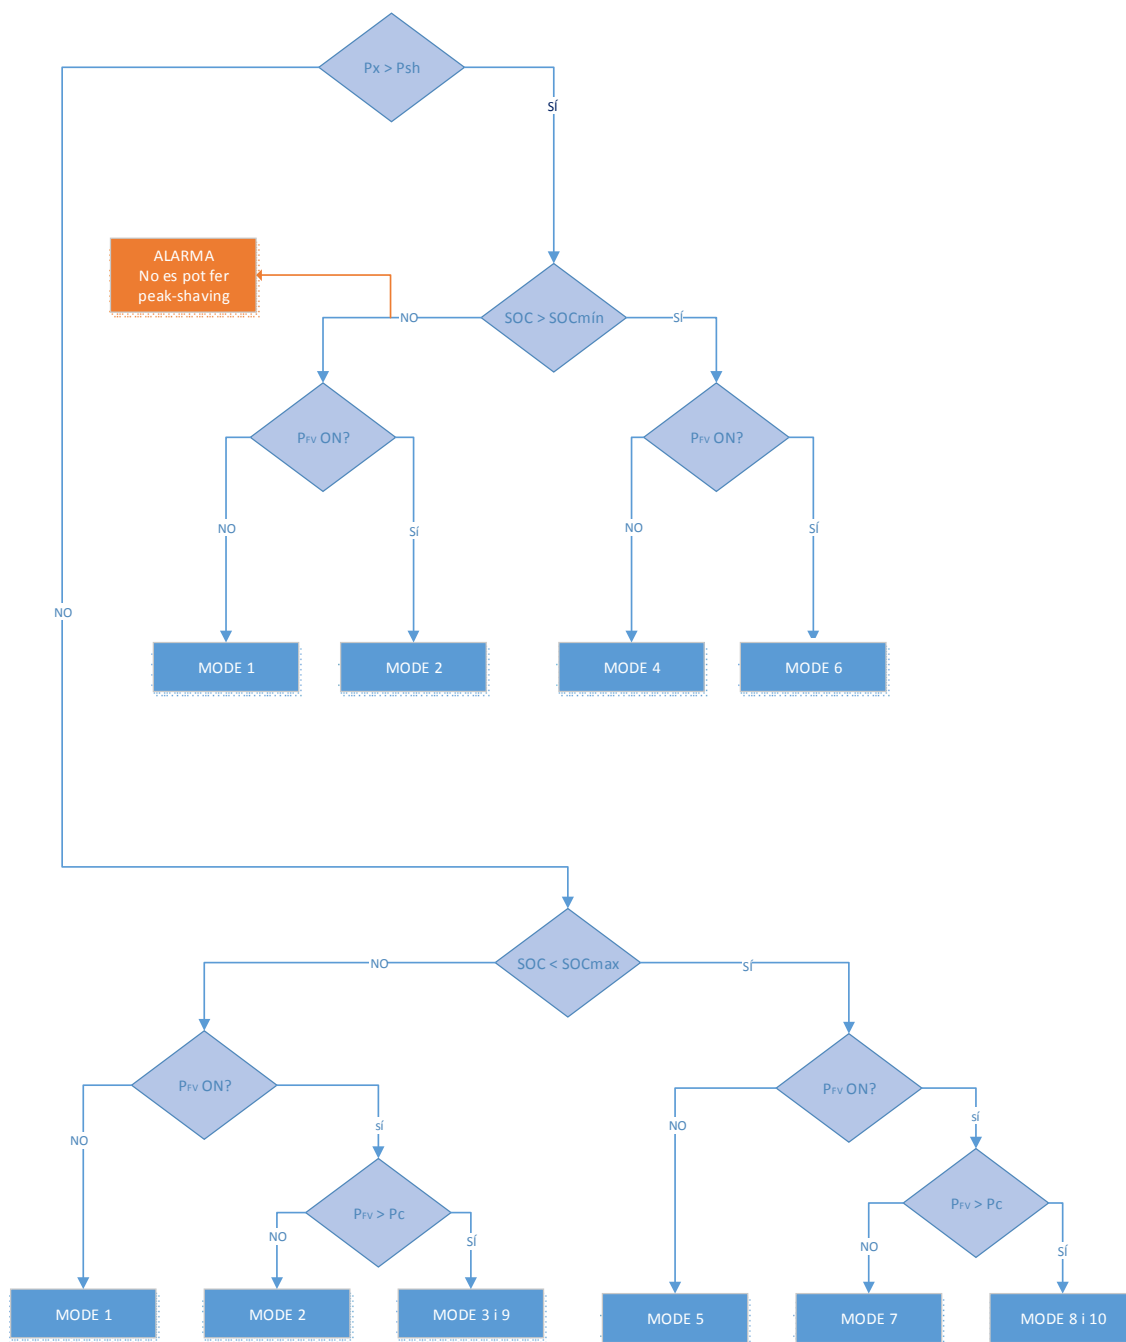 Px > Psh
SÍ
ALARMA
No es pot fer
peak-shaving
NO
SOC > SOCmín
SÍ
PFV ON?
PFV ON?
NO
SÍ
NO
SÍ
NO
MODE 1
MODE 2
MODE 4
MODE 6
NO
SOC < SOCmax
SÍ
PFV ON?
PFV ON?
NO
sí
NO
sí
PFV > Pc
PFV > Pc
NO
SÍ
NO
SÍ
MODE 1
MODE 2
MODE 3 i 9
MODE 5
MODE 7
MODE 8 i 10